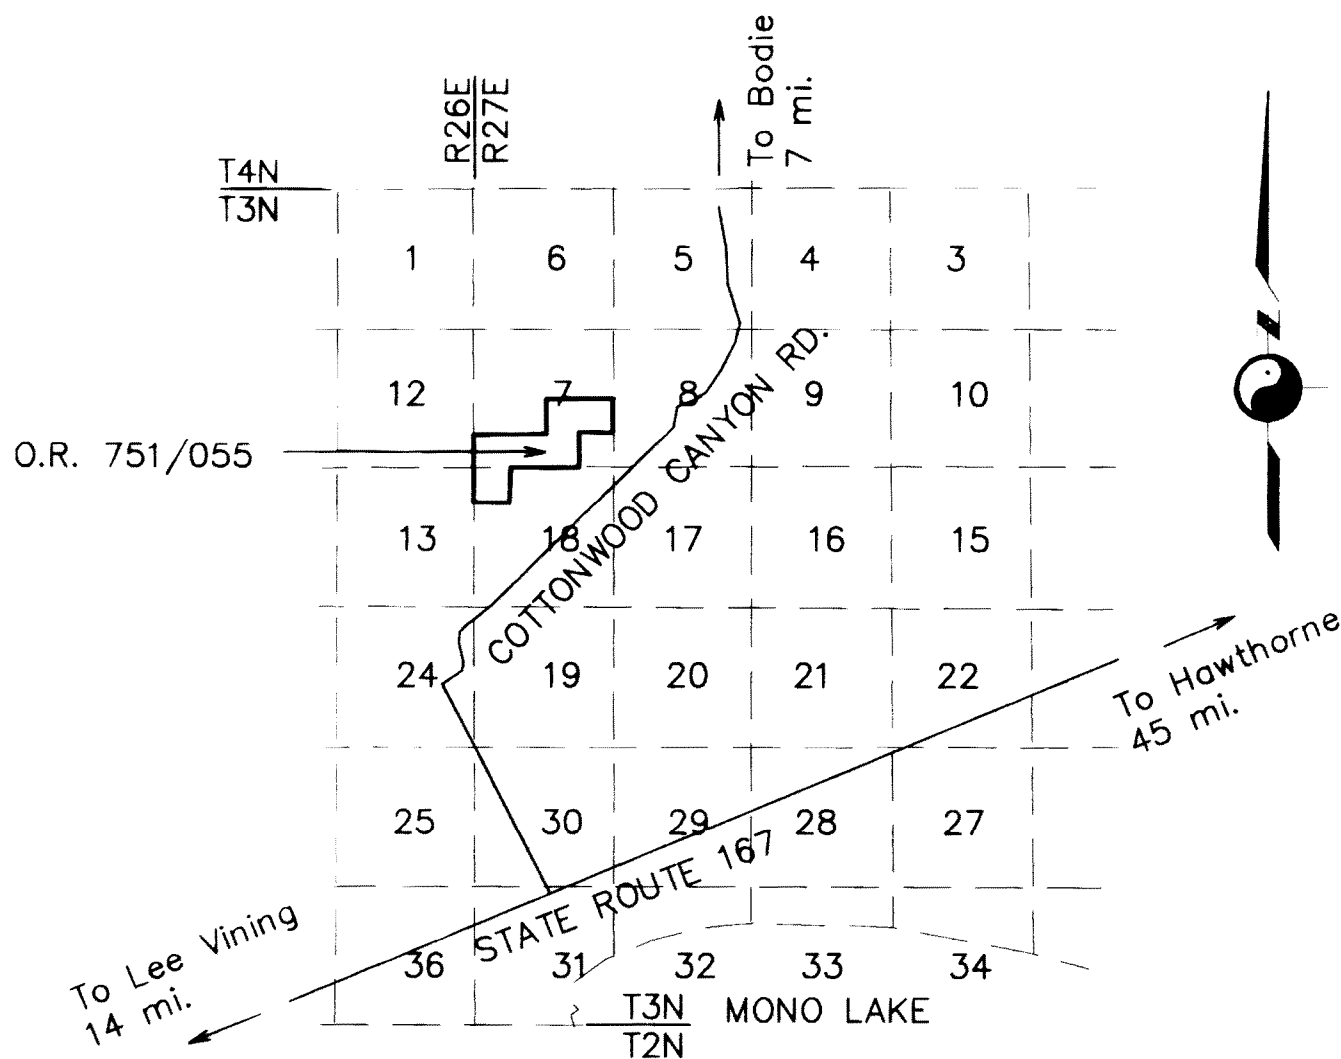 To Bodie
7 mi.
R26E
R27E
T4N
T3N
1 6 5 4 3
COTTONWOOD CANYON RD.
12 7 8 9 10
O.R. 751/055
13 18 17 16 15
24 19 20 21 22
To Hawthorne
45 mi.
25 30 29 28 27
STATE ROUTE 167
To Lee Vining
14 mi.
36 31 32 33 34
T3N
T2N
MONO LAKE